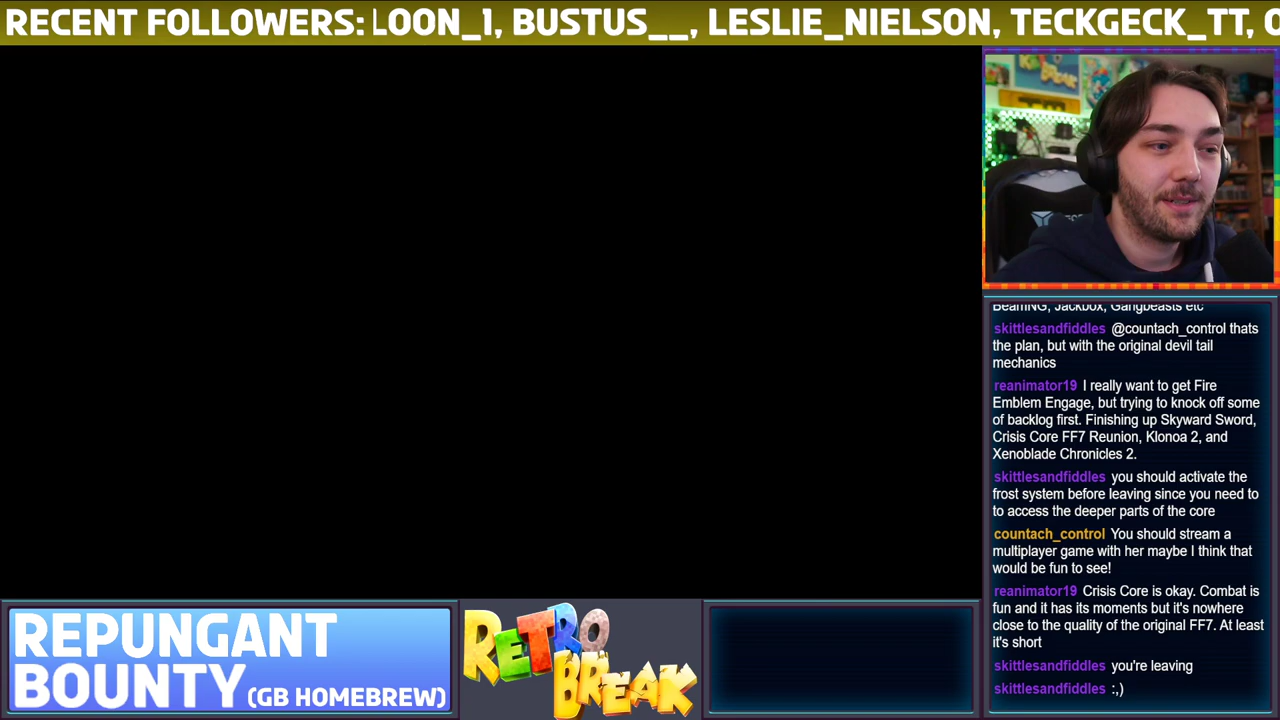 RECENT FOLLOWERS: LOON_1, BUSTUS__, LESLIE_NIELSON, TECKGECK_TT,
BeamNG, Jackbox, Gangbeasts etc
skittlesandfiddles @countach_control thats
the plan, but with the original devil tail
mechanics
reanimator19 I really want to get Fire
Emblem Engage, but trying to knock off some
of backlog first. Finishing up Skyward Sword,
Crisis Core FF7 Reunion, Klonoa 2, and
Xenoblade Chronicles 2.
skittlesandfiddles you should activate the
frost system before leaving since you need to
to access the deeper parts of the core
countach_control You should stream a
multiplayer game with her maybe I think that
would be fun to see!
reanimator19 Crisis Core is okay. Combat is
fun and it has its moments but it's nowhere
close to the quality of the original FF7. At least
it's short
skittlesandfiddles you're leaving
skittlesandfiddles :,)
REPUNGANT
BOUNTY (GB HOMEBREW)
RETRO
BREAK